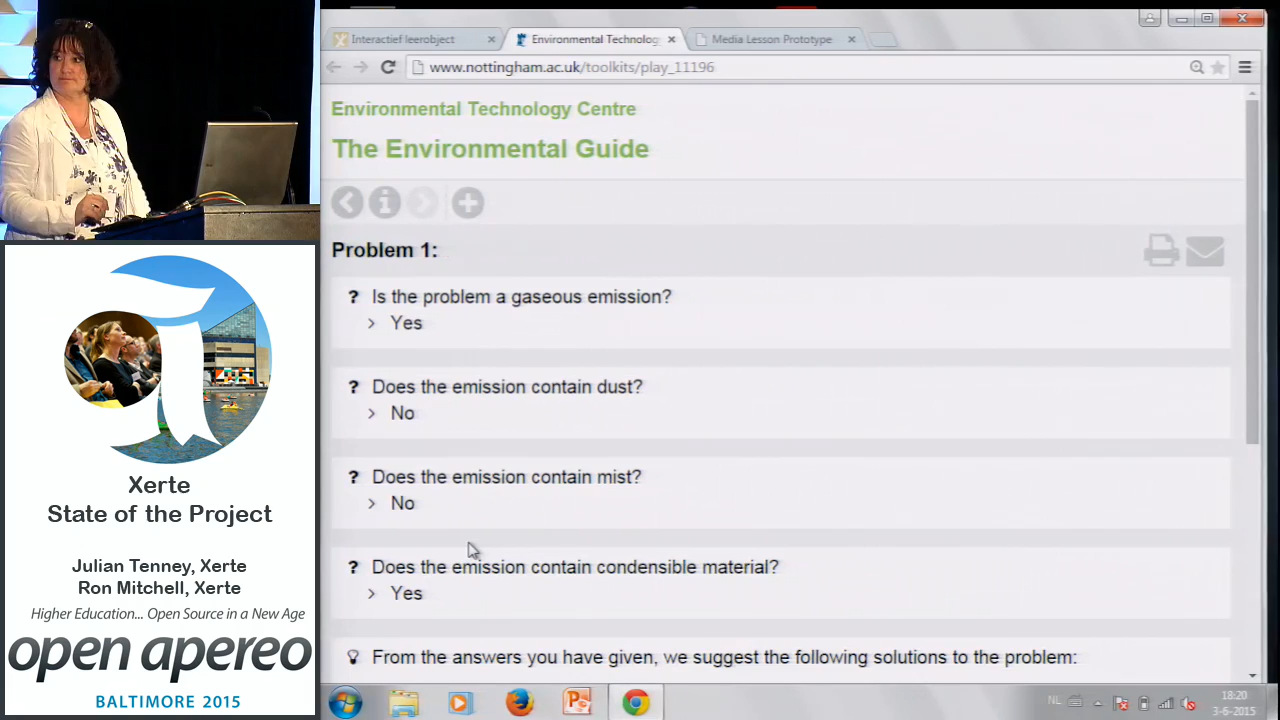 Interactief leerobject
Environmental Technolog
Media Lesson Prototype
www.nottingham.ac.uk/toolkits/play_11196
Environmental Technology Centre
The Environmental Guide
Problem 1:
? Is the problem a gaseous emission?
> Yes
? Does the emission contain dust?
> No
? Does the emission contain mist?
> No
? Does the emission contain condensible material?
> Yes
From the answers you have given, we suggest the following solutions to the problem:
NL
18:20
3-6-2015
Xerte
State of the Project
Julian Tenney, Xerte
Ron Mitchell, Xerte
Higher Education... Open Source in a New Age
open apereo
BALTIMORE 2015